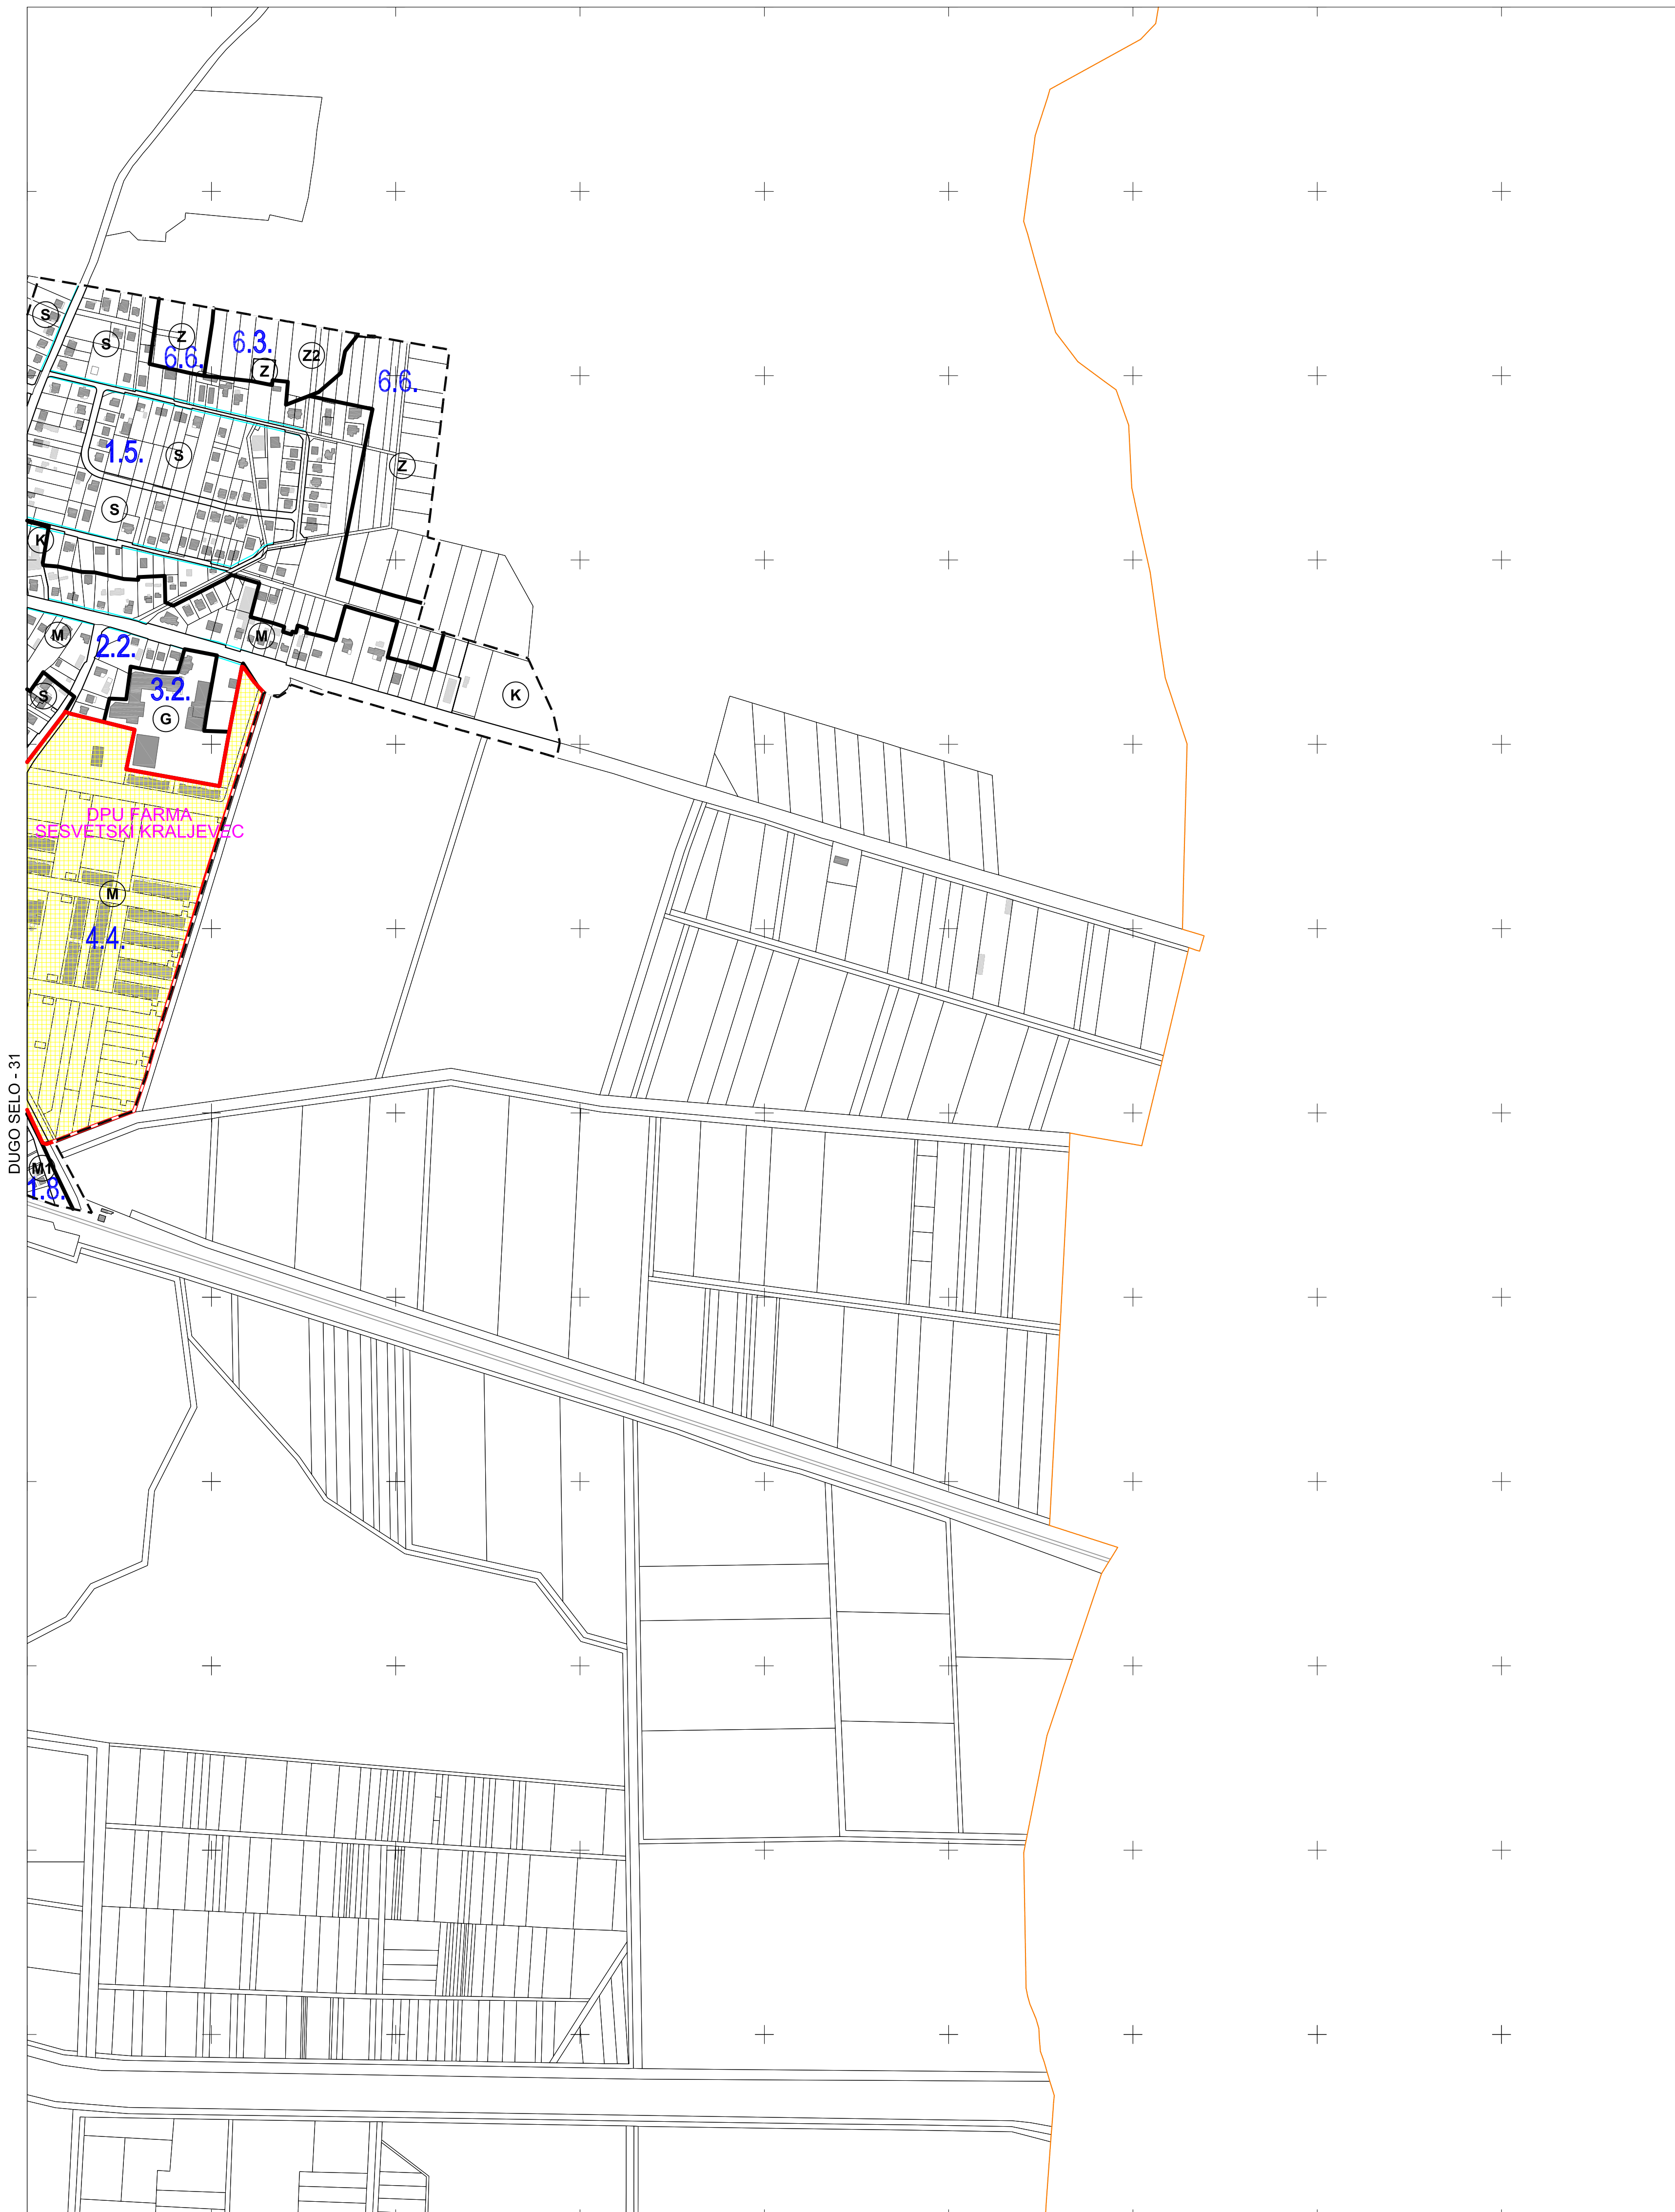 S
S
Z
6.6.
6.3.
Z
Z2
6.6.
1.5.
S
Z
S
K
M
2.2.
M
S
3.2.
G
K
DPU FARMA
SESVETSKI KRALJEVEC
M
4.4.
DUGO SELO - 31
M1
1.8.